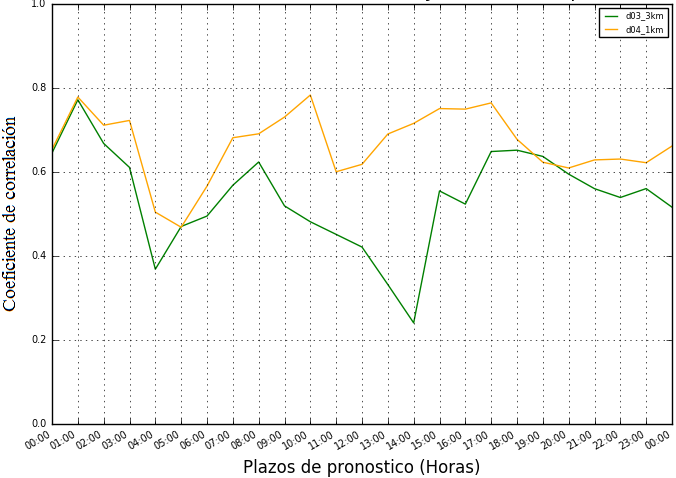 1.0
d03_3km
d04_1km
0.8
0.6
0.4
0.2
0.0
Coeficiente de correlación
00:00 01:00 02:00 03:00 04:00 05:00 06:00 07:00 08:00 09:00 10:00 11:00 12:00 13:00 14:00 15:00 16:00 17:00 18:00 19:00 20:00 21:00 22:00 23:00 00:00
Plazos de pronostico (Horas)